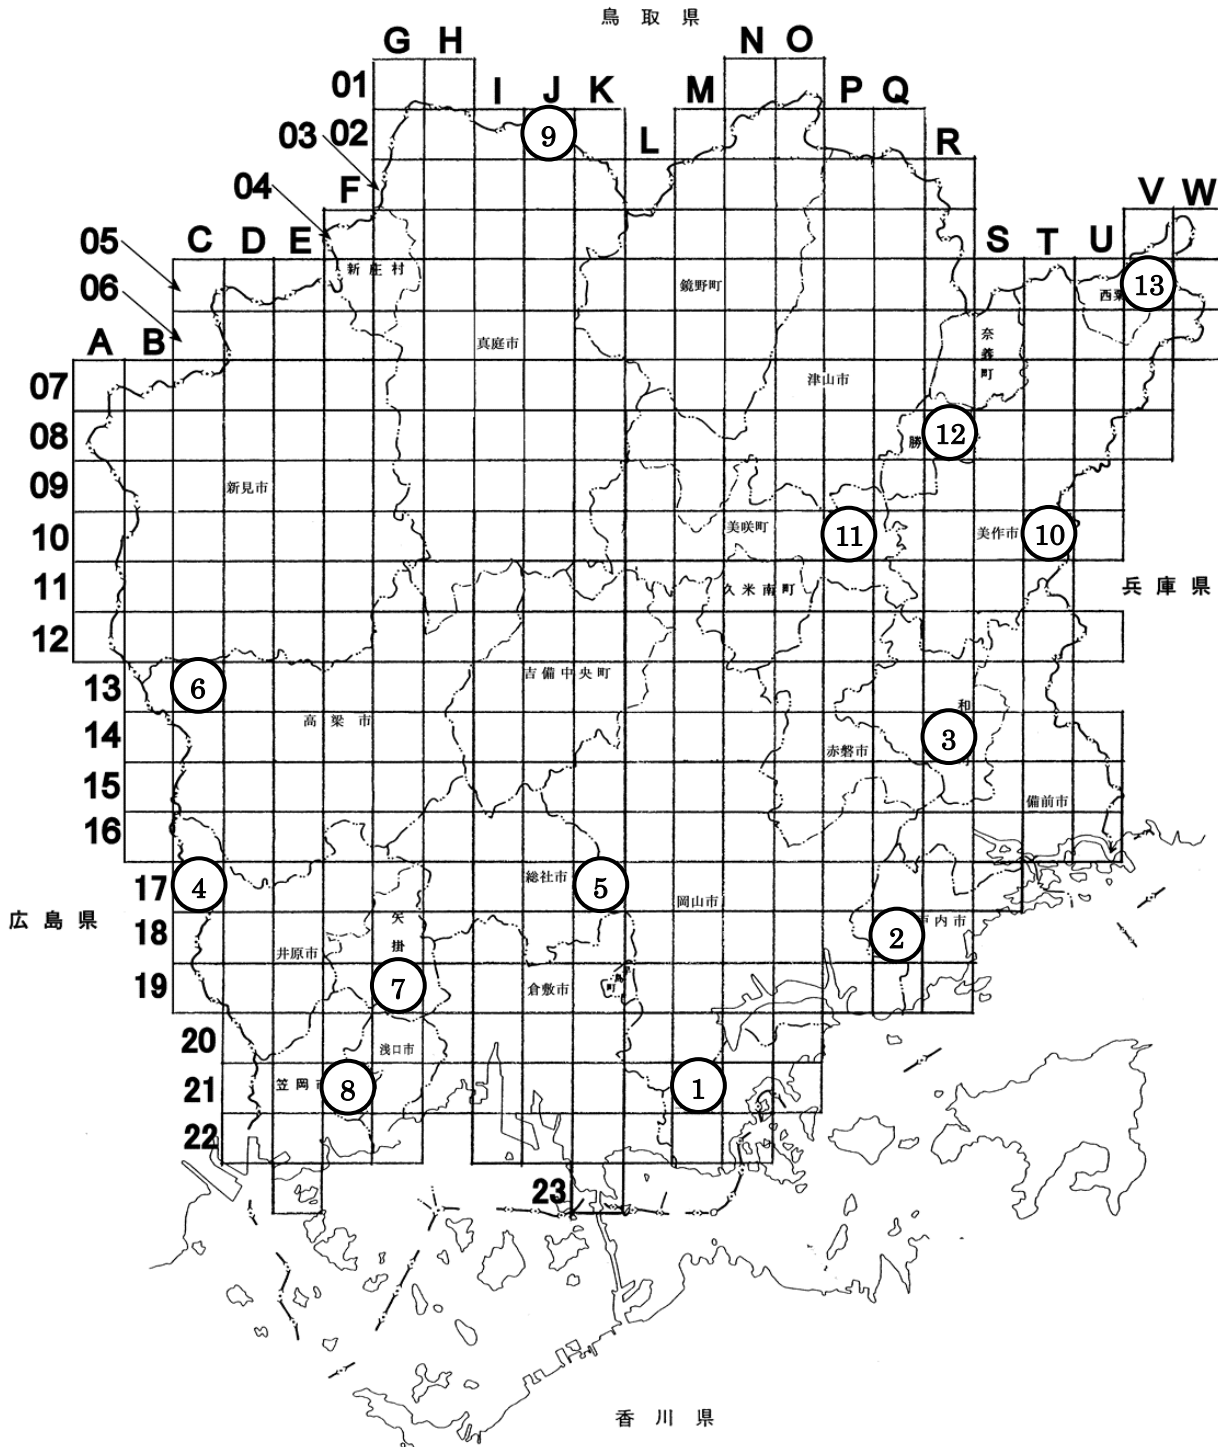 鳥取県
G H N O
01 I J K M P Q
03 02 9 L R
04 F V W
05 C D E S T U
新庄村
06 鏡野町 西粟 13
A B 真庭市 奈義町
07 津山市
08 勝 12
09 新見市
10 美咲町 11 美作市 10
11 久米南町 兵庫県
12
13 6 吉備中央町
14 高梁市 和 3
赤磐市
15 備前市
16
17 4 総社市 5
岡山市
広島県 18 矢掛 2 戸内市
井原市
19 7 倉敷市 島町
20 浅口市
21 笠岡市 8 1
22
23
香川県